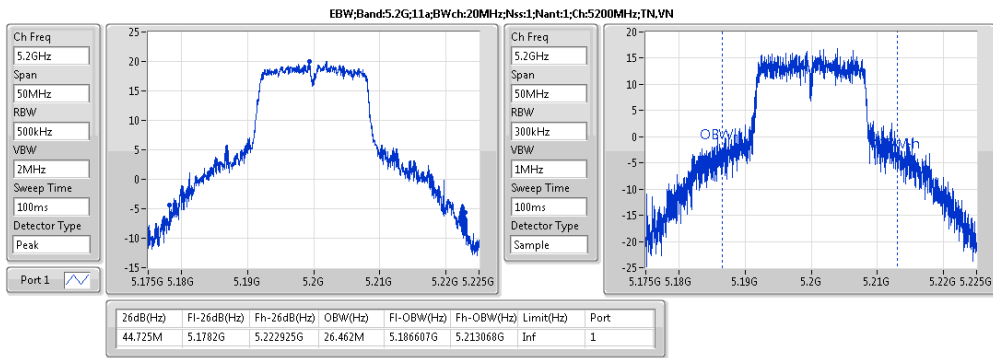 EBW;Band:5.2G;11a;BWch:20MHz;Nss:1;Nant:1;Ch:5200MHz;TN,VN
Ch Freq
5.2GHz
Span
50MHz
RBW
500kHz
VBW
2MHz
Sweep Time
100ms
Detector Type
Peak
Port 1
25
20
15
10
5
0
-5
-10
-15
5.175G 5.18G 5.19G 5.2G 5.21G 5.22G 5.225G
Ch Freq
5.2GHz
Span
50MHz
RBW
300kHz
VBW
1MHz
Sweep Time
100ms
Detector Type
Sample
20
15
10
5
0
-5
-10
-15
-20
-25
OBW
5.175G 5.18G 5.19G 5.2G 5.21G 5.22G 5.225G
26dB(Hz) Fl-26dB(Hz) Fh-26dB(Hz) OBW(Hz) Fl-OBW(Hz) Fh-OBW(Hz) Limit(Hz) Port
44.725M 5.1782G 5.222925G 26.462M 5.186607G 5.213068G Inf 1